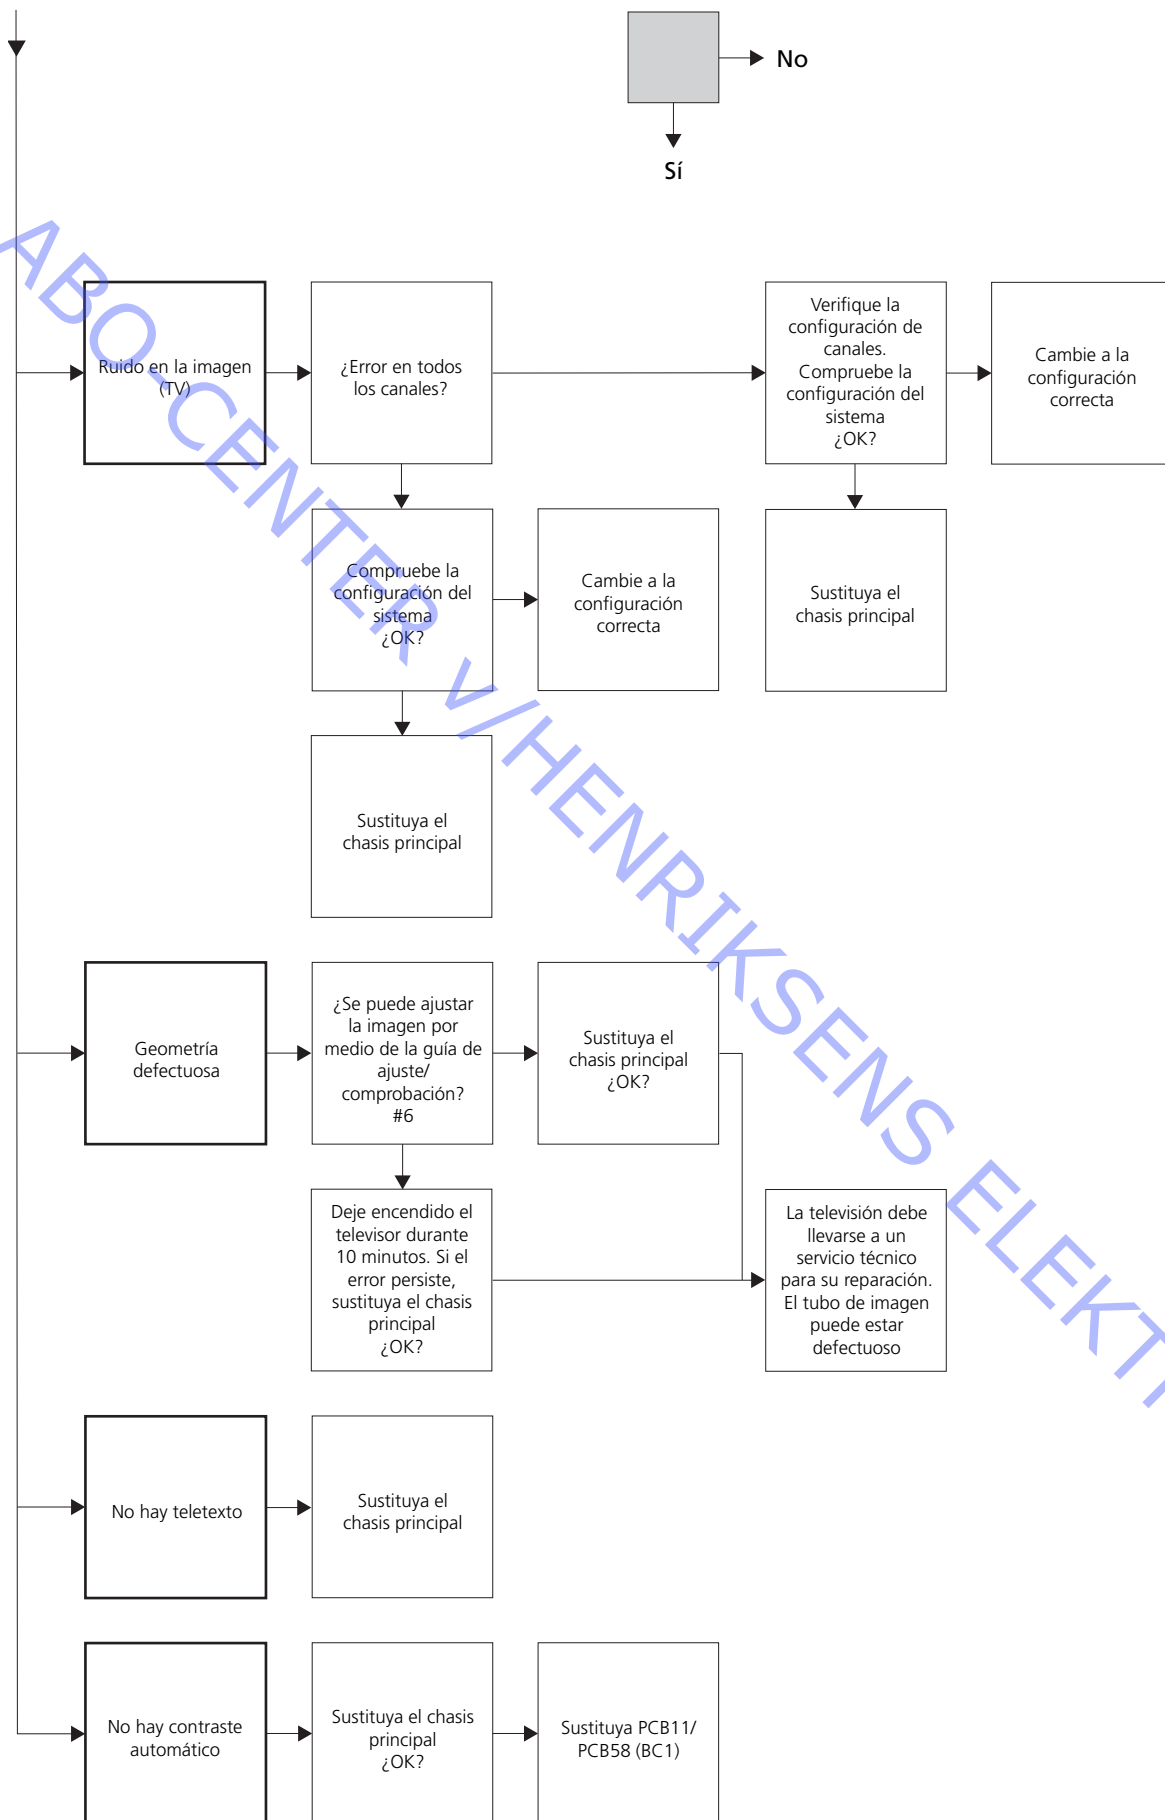 No
Sí
Ruido en la imagen
(TV)
¿Error en todos
los canales?
Verifique la
configuración de
canales.
Compruebe la
configuración del
sistema
¿OK?
Cambie a la
configuración
correcta
Compruebe la
configuración del
sistema
¿OK?
Cambie a la
configuración
correcta
Sustituya el
chasis principal
Sustituya el
chasis principal
Geometría
defectuosa
¿Se puede ajustar
la imagen por
medio de la guía de
ajuste/
comprobación?
#6
Sustituya el
chasis principal
¿OK?
Deje encendido el
televisor durante
10 minutos. Si el
error persiste,
sustituya el chasis
principal
¿OK?
La televisión debe
llevarse a un
servicio técnico
para su reparación.
El tubo de imagen
puede estar
defectuoso
No hay teletexto
Sustituya el
chasis principal
No hay contraste
automático
Sustituya el chasis
principal
¿OK?
Sustituya PCB11/
PCB58 (BC1)
ABO-CENTER v/HENRIKSENS